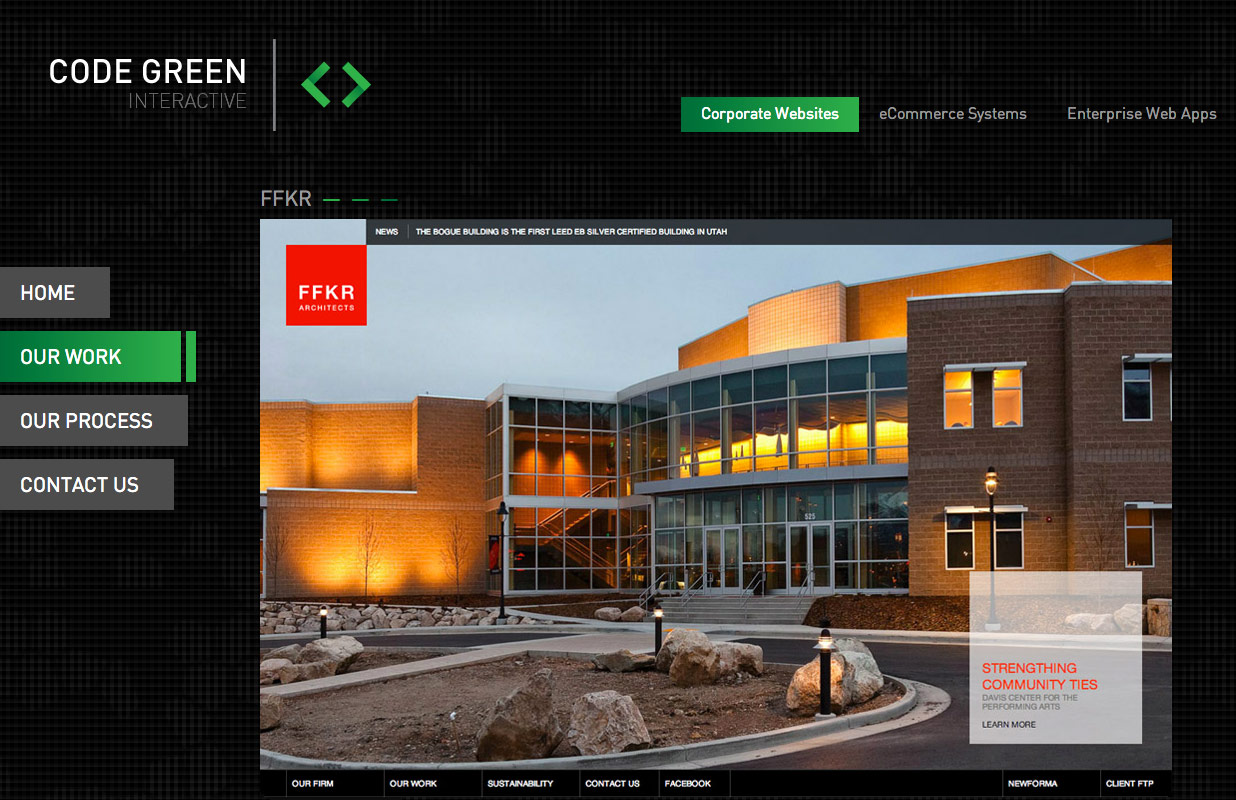 CODE GREEN
INTERACTIVE
Corporate Websites
eCommerce Systems
Enterprise Web Apps
FFKR
HOME
OUR WORK
OUR PROCESS
CONTACT US
NEWS
THE BOGUE BUILDING IS THE FIRST LEED EB SILVER CERTIFIED BUILDING IN UTAH
FFKR
ARCHITECTS
525
STRENGTHING
COMMUNITY TIES
DAVIS CENTER FOR THE
PERFORMING ARTS
LEARN MORE
OUR FIRM
OUR WORK
SUSTAINABILITY
CONTACT US
FACEBOOK
NEWFORMA
CLIENT FTP